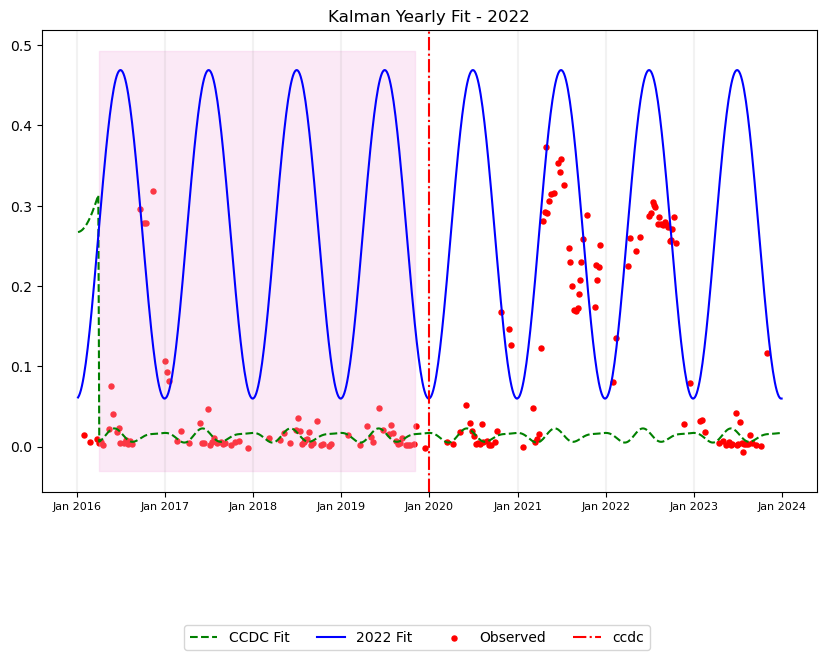 Kalman Yearly Fit - 2022
0.5
0.4
0.3
0.2
0.1
0.0
Jan 2016 Jan 2017 Jan 2018 Jan 2019 Jan 2020 Jan 2021 Jan 2022 Jan 2023 Jan 2024
CCDC Fit 2022 Fit Observed ccdc